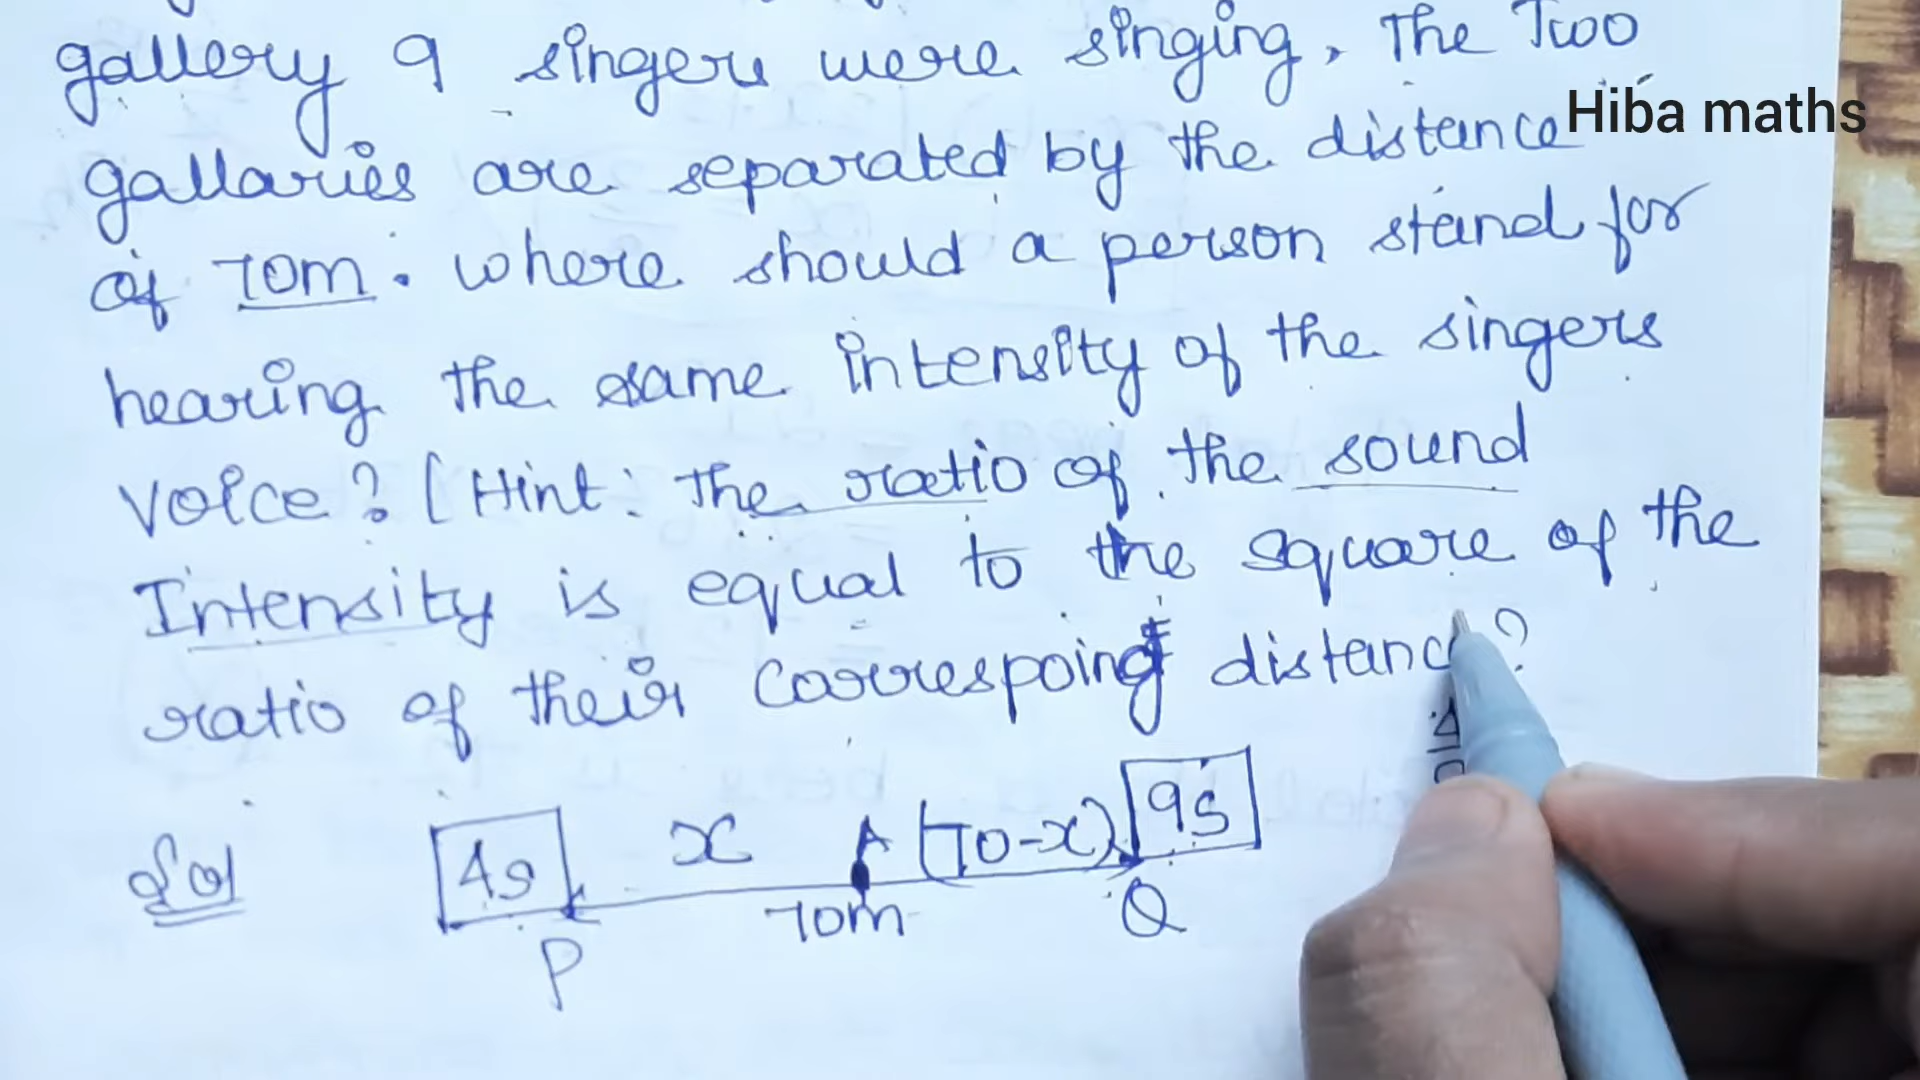 gallery 9 singers were singing, The Two
Hiba maths
gallaries are separated by the distance
of 70m. where should a person stand for
hearing the same intensity of the singers
voice? [Hint: The ratio of the sound
Intensity is equal to the square of the
ratio of their distance?
4
4s x A (70-x) 9s
70m Q
P